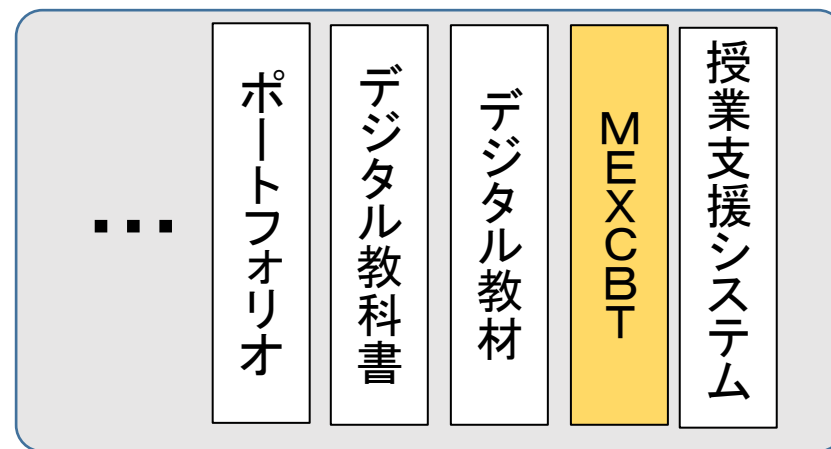 授業支援システム
ＭＥＸＣＢＴ
デジタル教材
デジタル教科書
ポートフォリオ
…